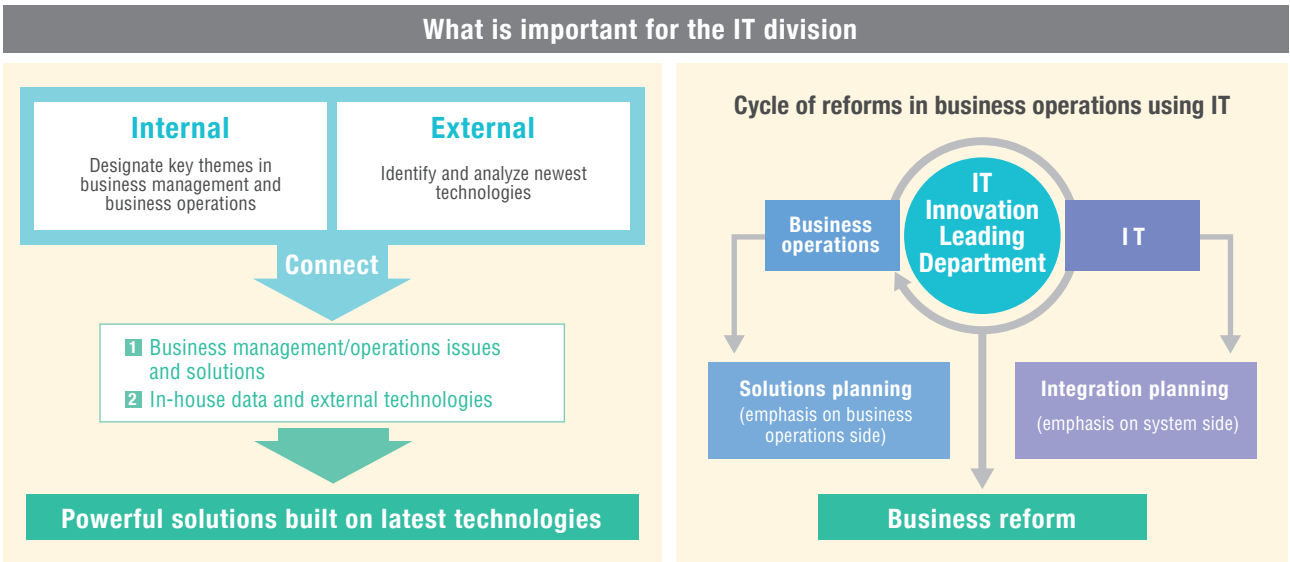 What is important for the IT division
Internal
Designate key themes in
business management and
business operations
External
Identify and analyze newest
technologies
Connect
1 Business management/operations issues
and solutions
2 In-house data and external technologies
Powerful solutions built on latest technologies
Cycle of reforms in business operations using IT
Business
operations
IT
Innovation
Leading
Department
IT
Solutions planning
(emphasis on business
operations side)
Integration planning
(emphasis on system side)
Business reform